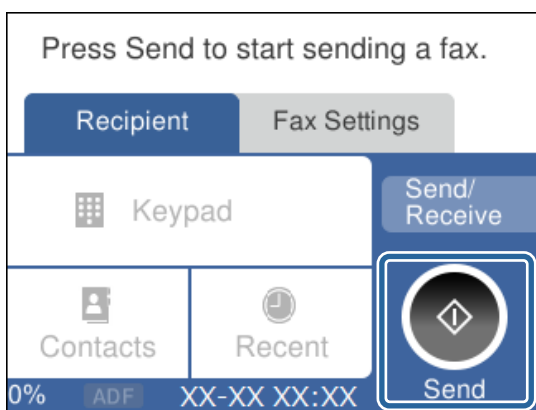 Press Send to start sending a fax.
Recipient
Fax Settings
Keypad
Send/
Receive
Contacts
Recent
Send
0%
ADF
XX-XX XX:XX